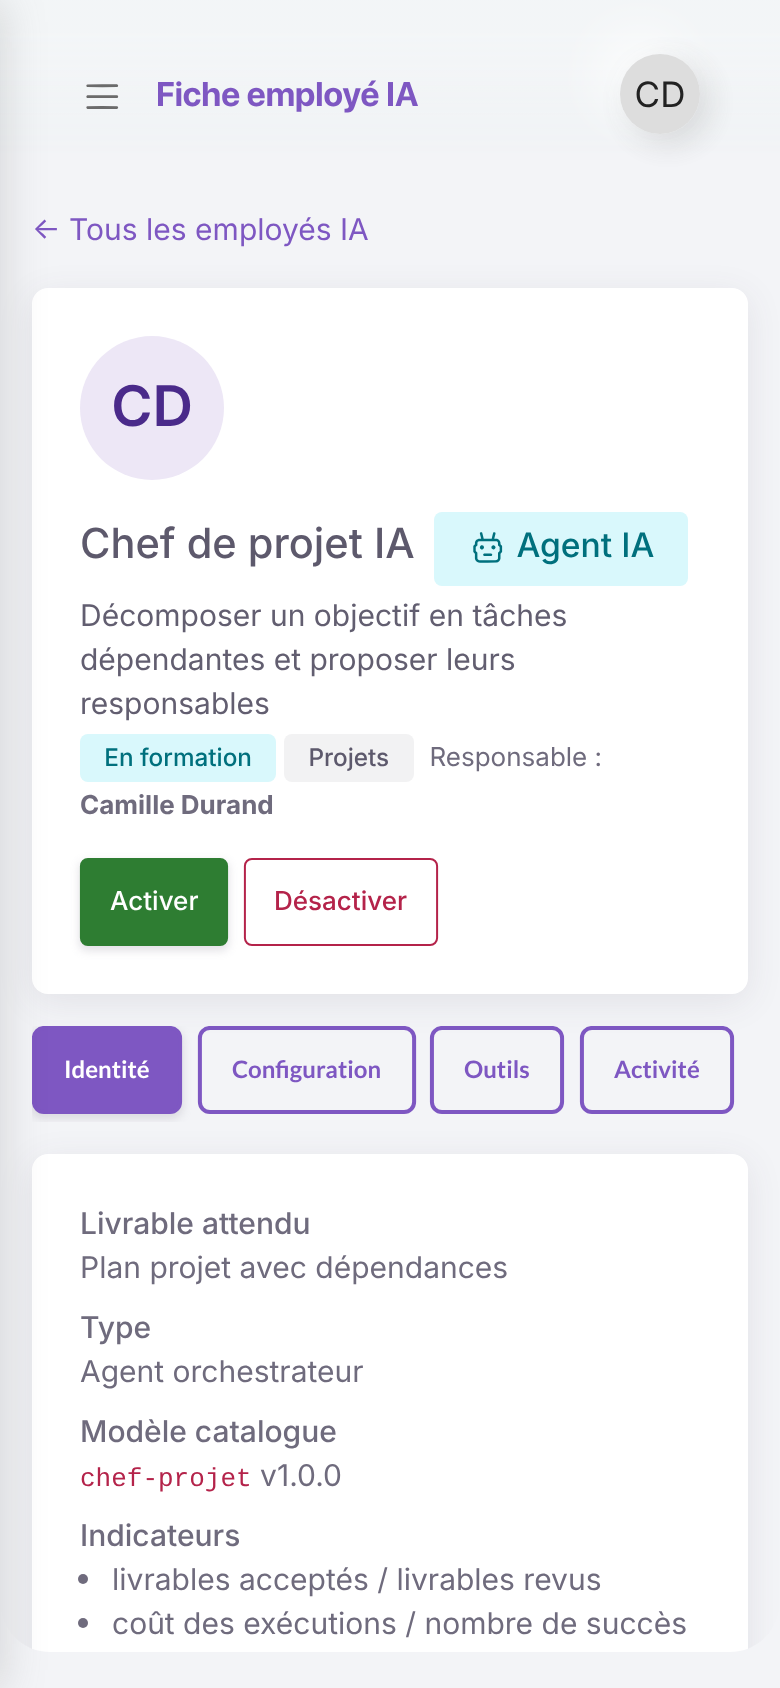 Fiche employé IA
CD
← Tous les employés IA
CD
Chef de projet IA
Agent IA
Décomposer un objectif en tâches
dépendantes et proposer leurs
responsables
En formation
Projets
Responsable :
Camille Durand
Activer
Désactiver
Identité
Configuration
Outils
Activité
Livrable attendu
Plan projet avec dépendances
Type
Agent orchestrateur
Modèle catalogue
chef-projet v1.0.0
Indicateurs
• livrables acceptés / livrables revus
• coût des exécutions / nombre de succès